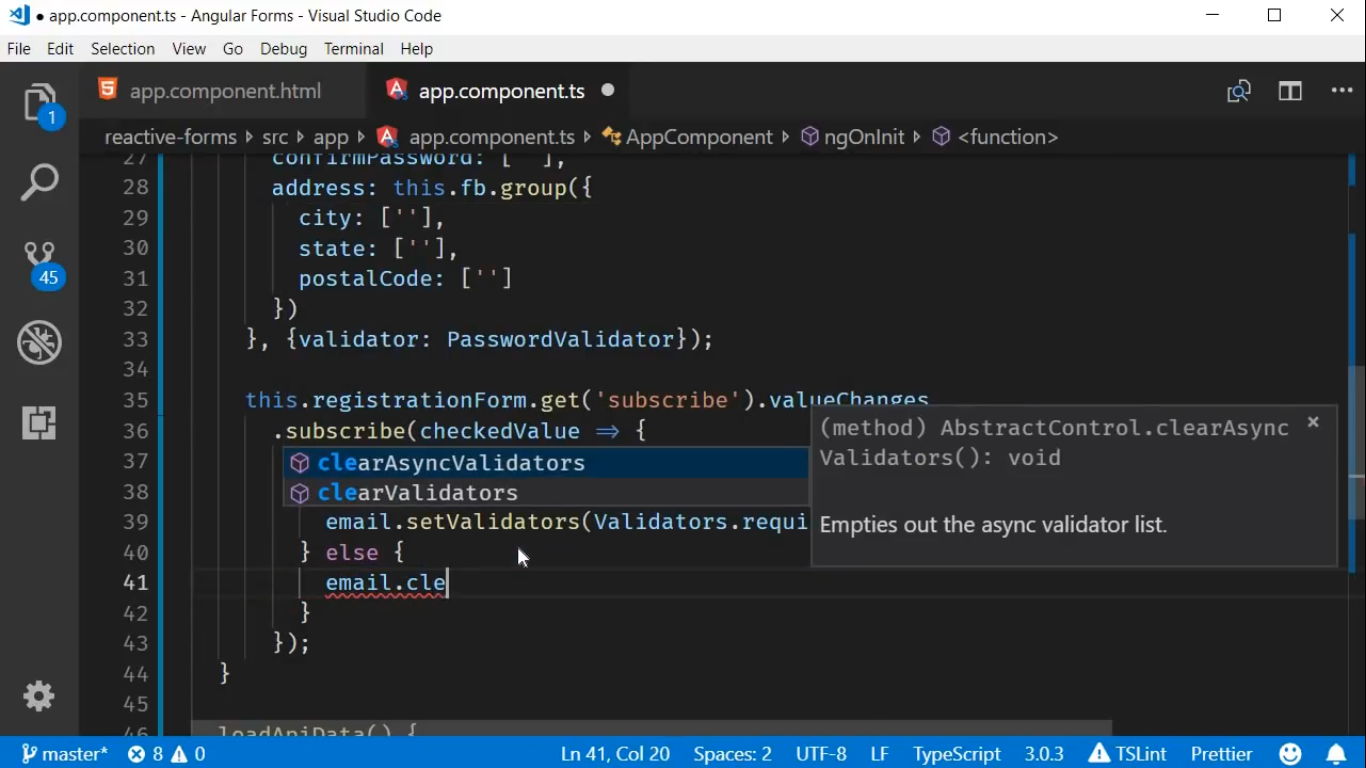 app.component.ts - Angular Forms - Visual Studio Code
File Edit Selection View Go Debug Terminal Help
app.component.html app.component.ts
1
reactive-forms src app app.component.ts AppComponent ngOnInit <function>
27 confirmPassword: [''],
28 address: this.fb.group({
29 city: [''],
30 state: [''],
31 postalCode: ['']
32 })
33 }, {validator: PasswordValidator});
34
35 this.registrationForm.get('subscribe').valueChanges
36 .subscribe(checkedValue => {
37 clearAsyncValidators
38 clearValidators
39 email.setValidators(Validators.requi
40 } else {
41 email.cle
42 }
43 });
44 }
45
46 loadApiData() {
(method) AbstractControl.clearAsync
Validators(): void
Empties out the async validator list.
45
master* 8 0 Ln 41, Col 20 Spaces: 2 UTF-8 LF TypeScript 3.0.3 TSLint Prettier